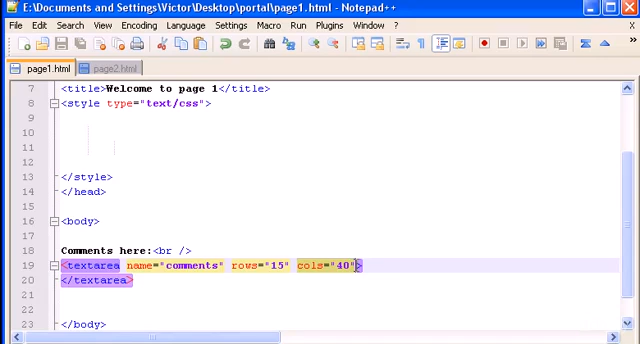 E:\Documents and Settings\Victor\Desktop\portal\page1.html - Notepad++
File Edit Search View Encoding Language Settings Macro Run Plugins Window ? X
page1.html page2.html
7 <title>Welcome to page 1</title>
8 <style type="text/css">
9
10
11
12
13 </style>
14 </head>
15
16 <body>
17
18 Comments here:<br />
19 <textarea name="comments" rows="15" cols="40">
20 </textarea>
21
22
23 </body>